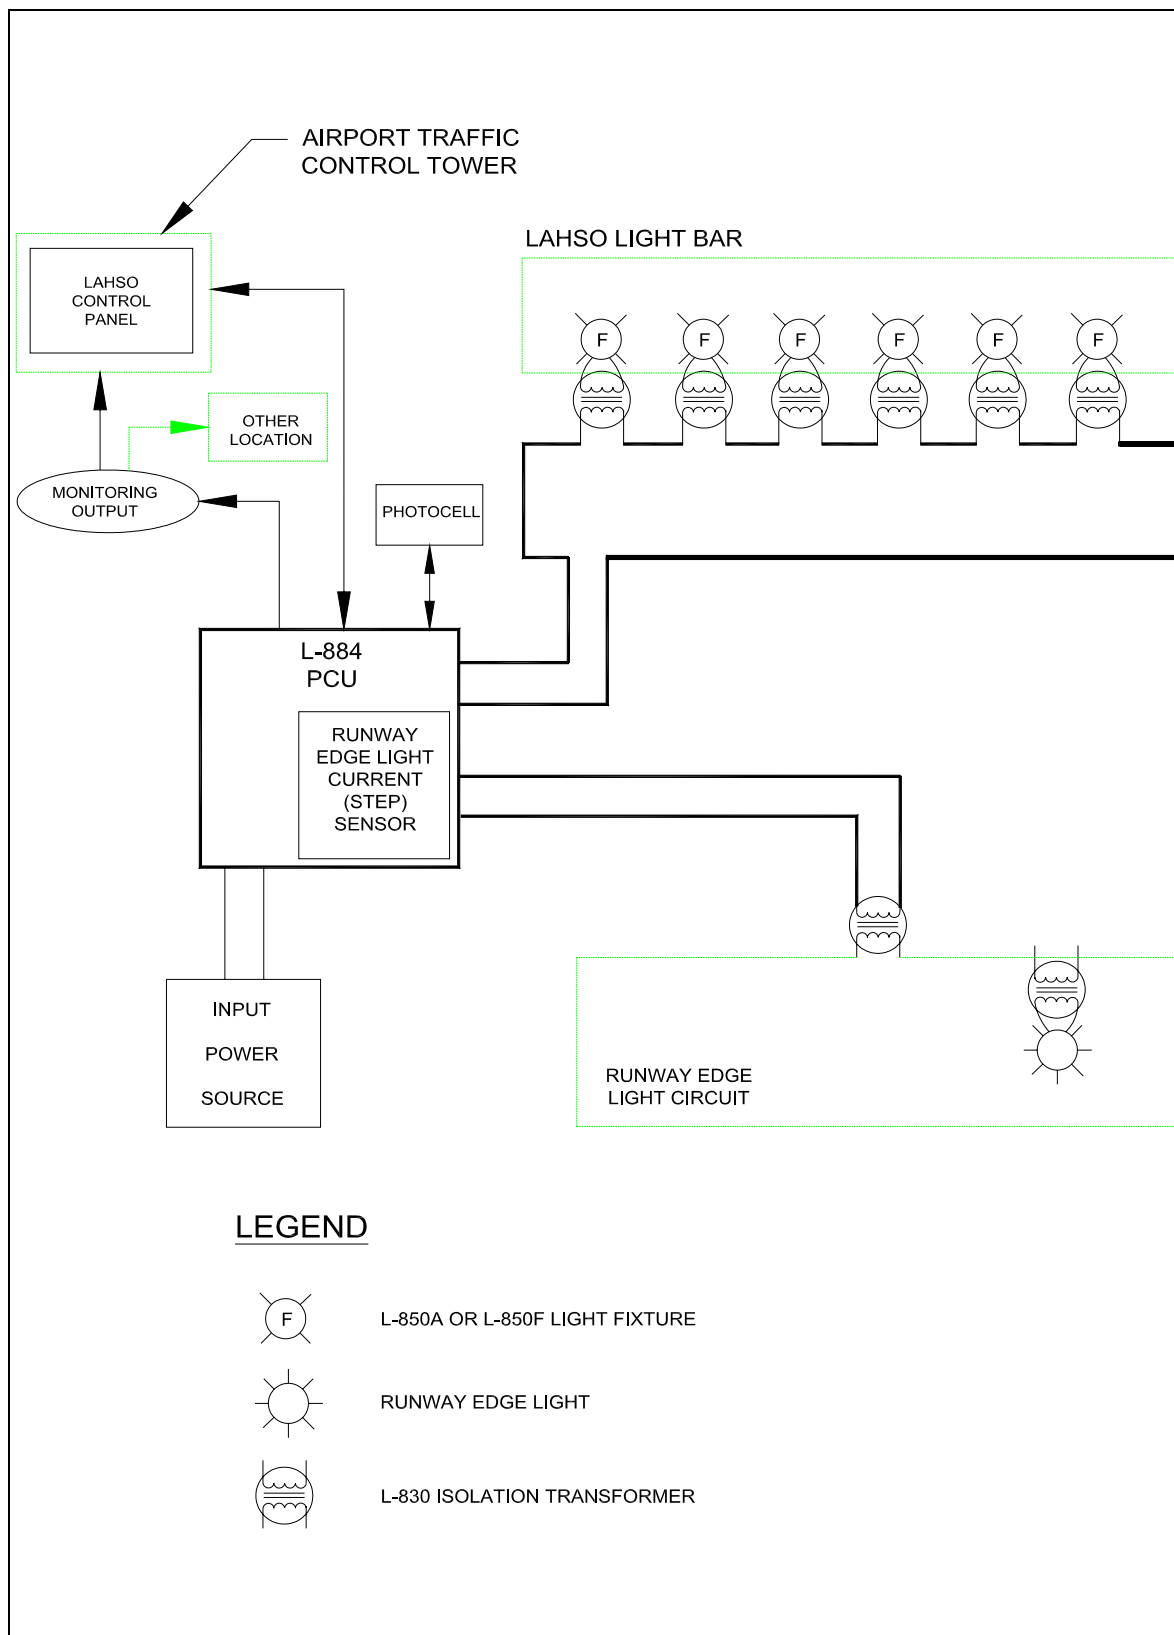 AIRPORT TRAFFIC
CONTROL TOWER
LAHSO LIGHT BAR
LAHSO
CONTROL
PANEL
F F F F F F
OTHER
LOCATION
MONITORING
OUTPUT
PHOTOCELL
L-884
PCU
RUNWAY
EDGE LIGHT
CURRENT
(STEP)
SENSOR
INPUT
POWER
SOURCE
RUNWAY EDGE
LIGHT CIRCUIT
LEGEND
F L-850A OR L-850F LIGHT FIXTURE
RUNWAY EDGE LIGHT
L-830 ISOLATION TRANSFORMER